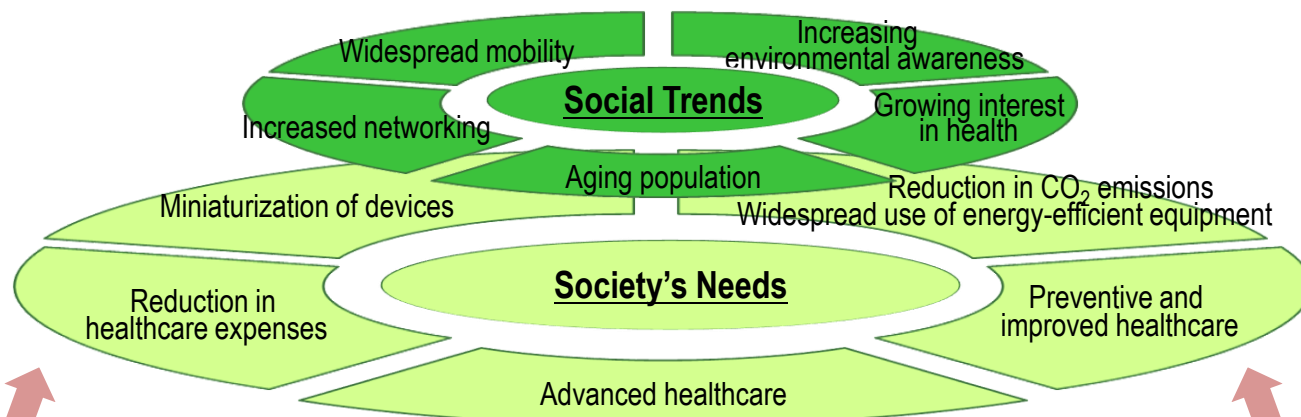 Widespread mobility
Increasing
environmental awareness
Social Trends
Increased networking
Growing interest
in health
Aging population
Miniaturization of devices
Reduction in CO₂ emissions
Widespread use of energy-efficient equipment
Society’s Needs
Reduction in
healthcare expenses
Preventive and
improved healthcare
Advanced healthcare